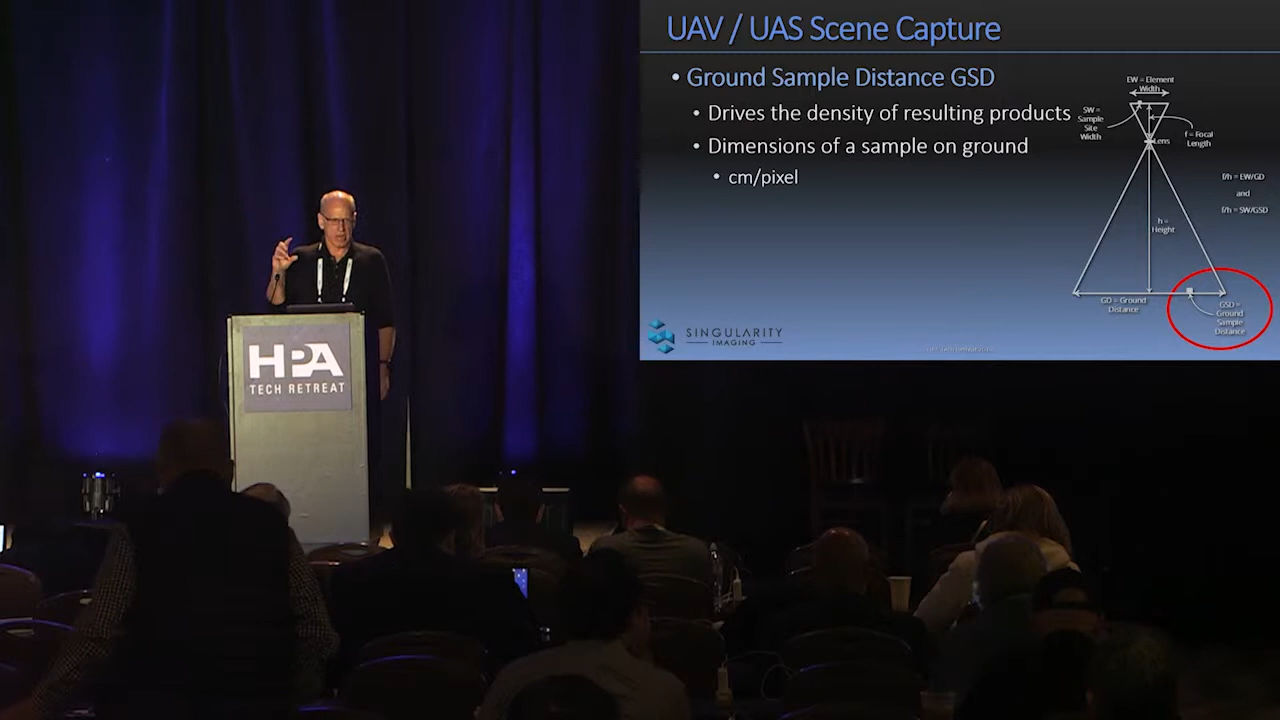 UAV / UAS Scene Capture
• Ground Sample Distance GSD
• Drives the density of resulting products
• Dimensions of a sample on ground
• cm/pixel
EW = Element
Width
SW =
Sample
Site
Width
f = Focal
Length
Lens
f/h = EW/GD
and
f/h = SW/GSD
h =
Height
GD = Ground
Distance
GSD =
Ground
Sample
Distance
SINGULARITY
IMAGING
HPA
TECH RETREAT